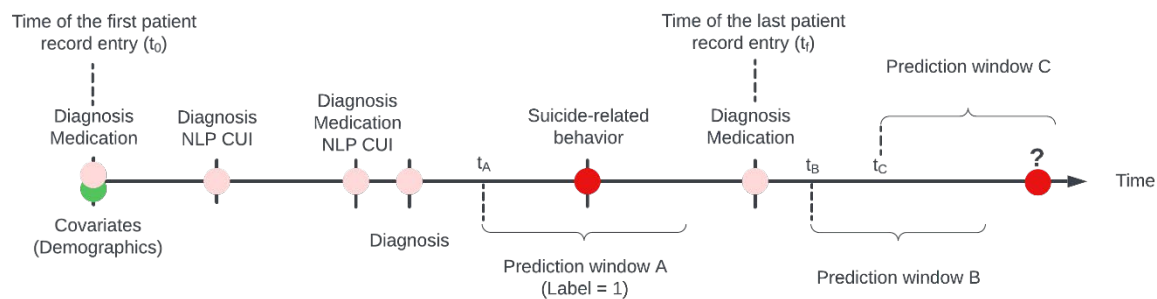 Time of the first patient
record entry (t0)
Time of the last patient
record entry (tf)
Prediction window C
Diagnosis
Medication
Diagnosis
NLP CUI
Diagnosis
Medication
NLP CUI
Suicide-related
behavior
Diagnosis
Medication
tA
tB
tC
?
Time
Covariates
(Demographics)
Diagnosis
Prediction window A
(Label = 1)
Prediction window B